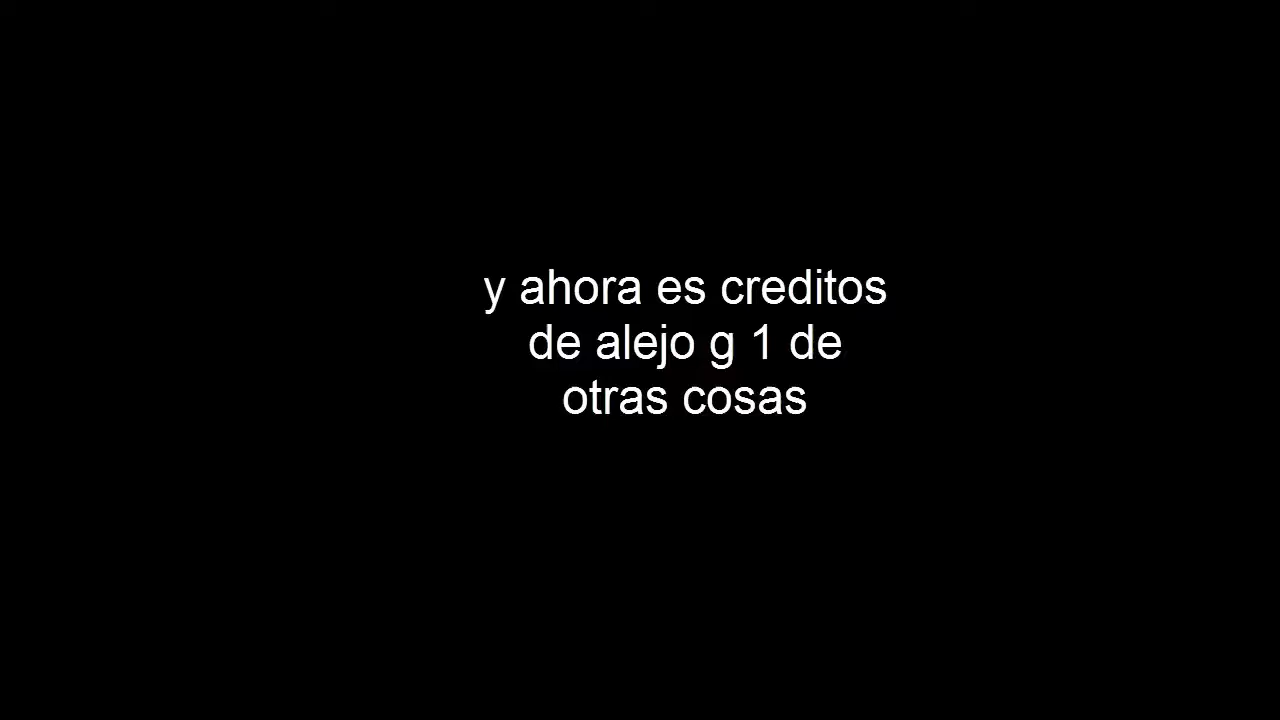 y ahora es creditos
de alejo g 1 de
otras cosas